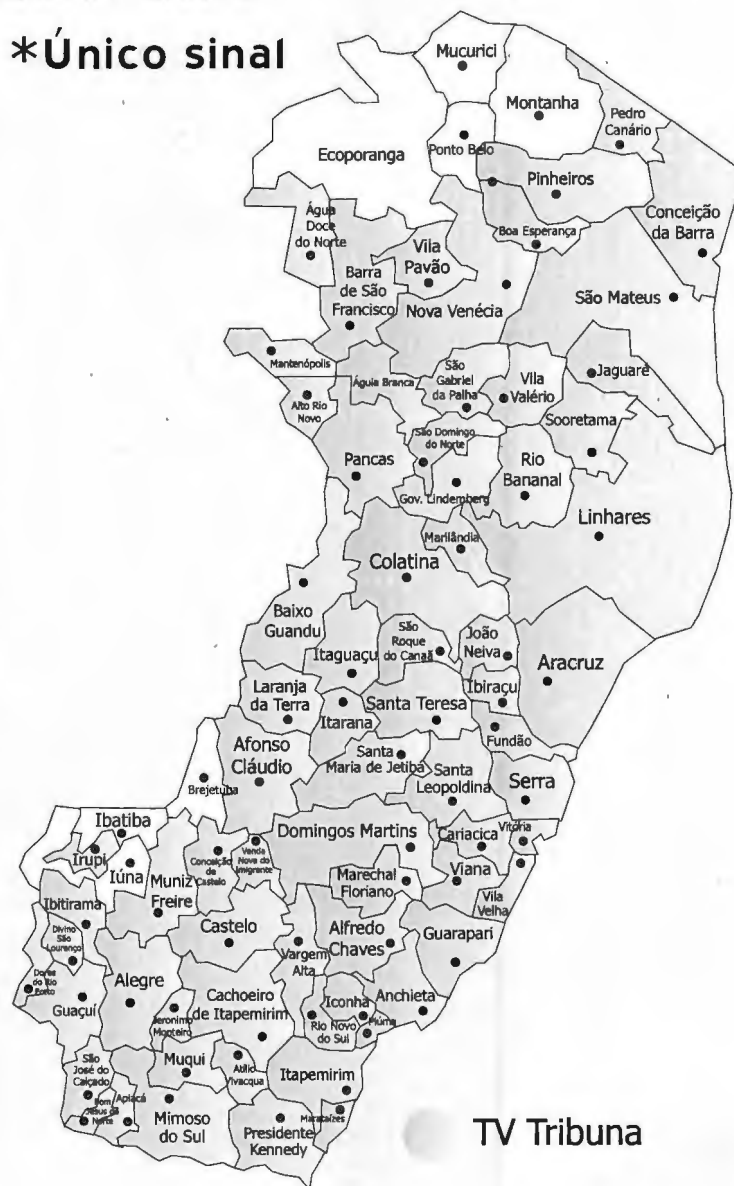 *Único sinal
Mucurici
Montanha
Pedro
Canário
Ecoporanga
Ponto Belo
Pinheiros
Conceição
da Barra
Água
Doce
do Norte
Boa Esperança
Vila
Pavão
Barra
de São
Francisco
Nova Venécia
São Mateus
Mantenópolis
Águia Branca
São
Gabriel
da Palha
Vila
Valério
Jaguaré
Alto Rio
Novo
Sooretama
São Domingo
do Norte
Pancas
Rio
Bananal
Gov. Lindemberg
Linhares
Marilândia
Colatina
Baixo
Guandu
São
Roque
do Canaã
João
Neiva
Itaguaçu
Aracruz
Laranja
da Terra
Ibiraçu
Santa Teresa
Itarana
Fundão
Afonso
Cláudio
Santa
Maria de Jetibá
Santa
Leopoldina
Serra
Brejetuba
Ibatiba
Domingos Martins
Cariacica
Vitória
Irupi
Iúna
Conceição
de
Castelo
Venda
Nova do
Imigrante
Muniz
Freire
Marechal
Floriano
Viana
Vila
Velha
Ibitirama
Divino
São
Lourenço
Castelo
Alfredo
Chaves
Guarapari
Vargem
Alta
Dores
do Rio
Porto
Alegre
Guaçuí
Cachoeiro
de Itapemirim
Iconha
Anchieta
Jeronimo
Monteiro
Rio Novo
do Sul
Piúma
São
José do
Calçado
Muqui
Atílio
Vivacqua
Itapemirim
Bom
Jesus do
Norte
Apiacá
Mimoso
do Sul
Presidente
Kennedy
Marataízes
TV Tribuna